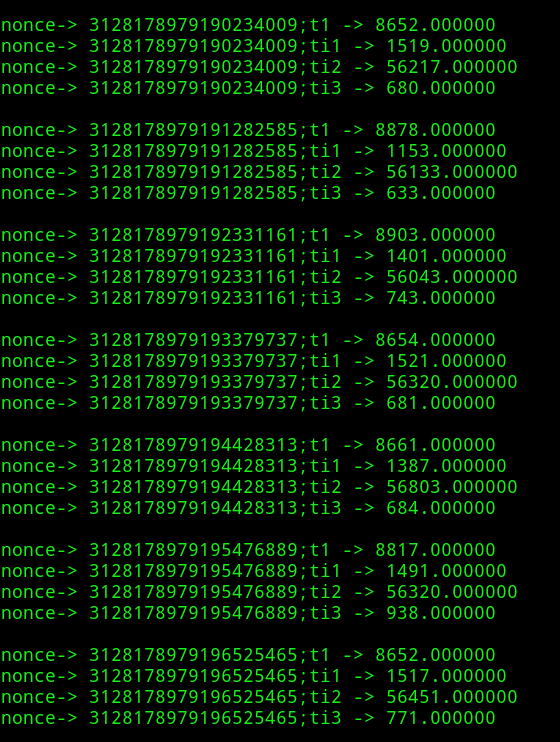 nonce-> 3128178979190234009;t1 -> 8652.000000
nonce-> 3128178979190234009;ti1 -> 1519.000000
nonce-> 3128178979190234009;ti2 -> 56217.000000
nonce-> 3128178979190234009;ti3 -> 680.000000
nonce-> 3128178979191282585;t1 -> 8878.000000
nonce-> 3128178979191282585;ti1 -> 1153.000000
nonce-> 3128178979191282585;ti2 -> 56133.000000
nonce-> 3128178979191282585;ti3 -> 633.000000
nonce-> 3128178979192331161;t1 -> 8903.000000
nonce-> 3128178979192331161;ti1 -> 1401.000000
nonce-> 3128178979192331161;ti2 -> 56043.000000
nonce-> 3128178979192331161;ti3 -> 743.000000
nonce-> 3128178979193379737;t1 -> 8654.000000
nonce-> 3128178979193379737;ti1 -> 1521.000000
nonce-> 3128178979193379737;ti2 -> 56320.000000
nonce-> 3128178979193379737;ti3 -> 681.000000
nonce-> 3128178979194428313;t1 -> 8661.000000
nonce-> 3128178979194428313;ti1 -> 1387.000000
nonce-> 3128178979194428313;ti2 -> 56803.000000
nonce-> 3128178979194428313;ti3 -> 684.000000
nonce-> 3128178979195476889;t1 -> 8817.000000
nonce-> 3128178979195476889;ti1 -> 1491.000000
nonce-> 3128178979195476889;ti2 -> 56320.000000
nonce-> 3128178979195476889;ti3 -> 938.000000
nonce-> 3128178979196525465;t1 -> 8652.000000
nonce-> 3128178979196525465;ti1 -> 1517.000000
nonce-> 3128178979196525465;ti2 -> 56451.000000
nonce-> 3128178979196525465;ti3 -> 771.000000